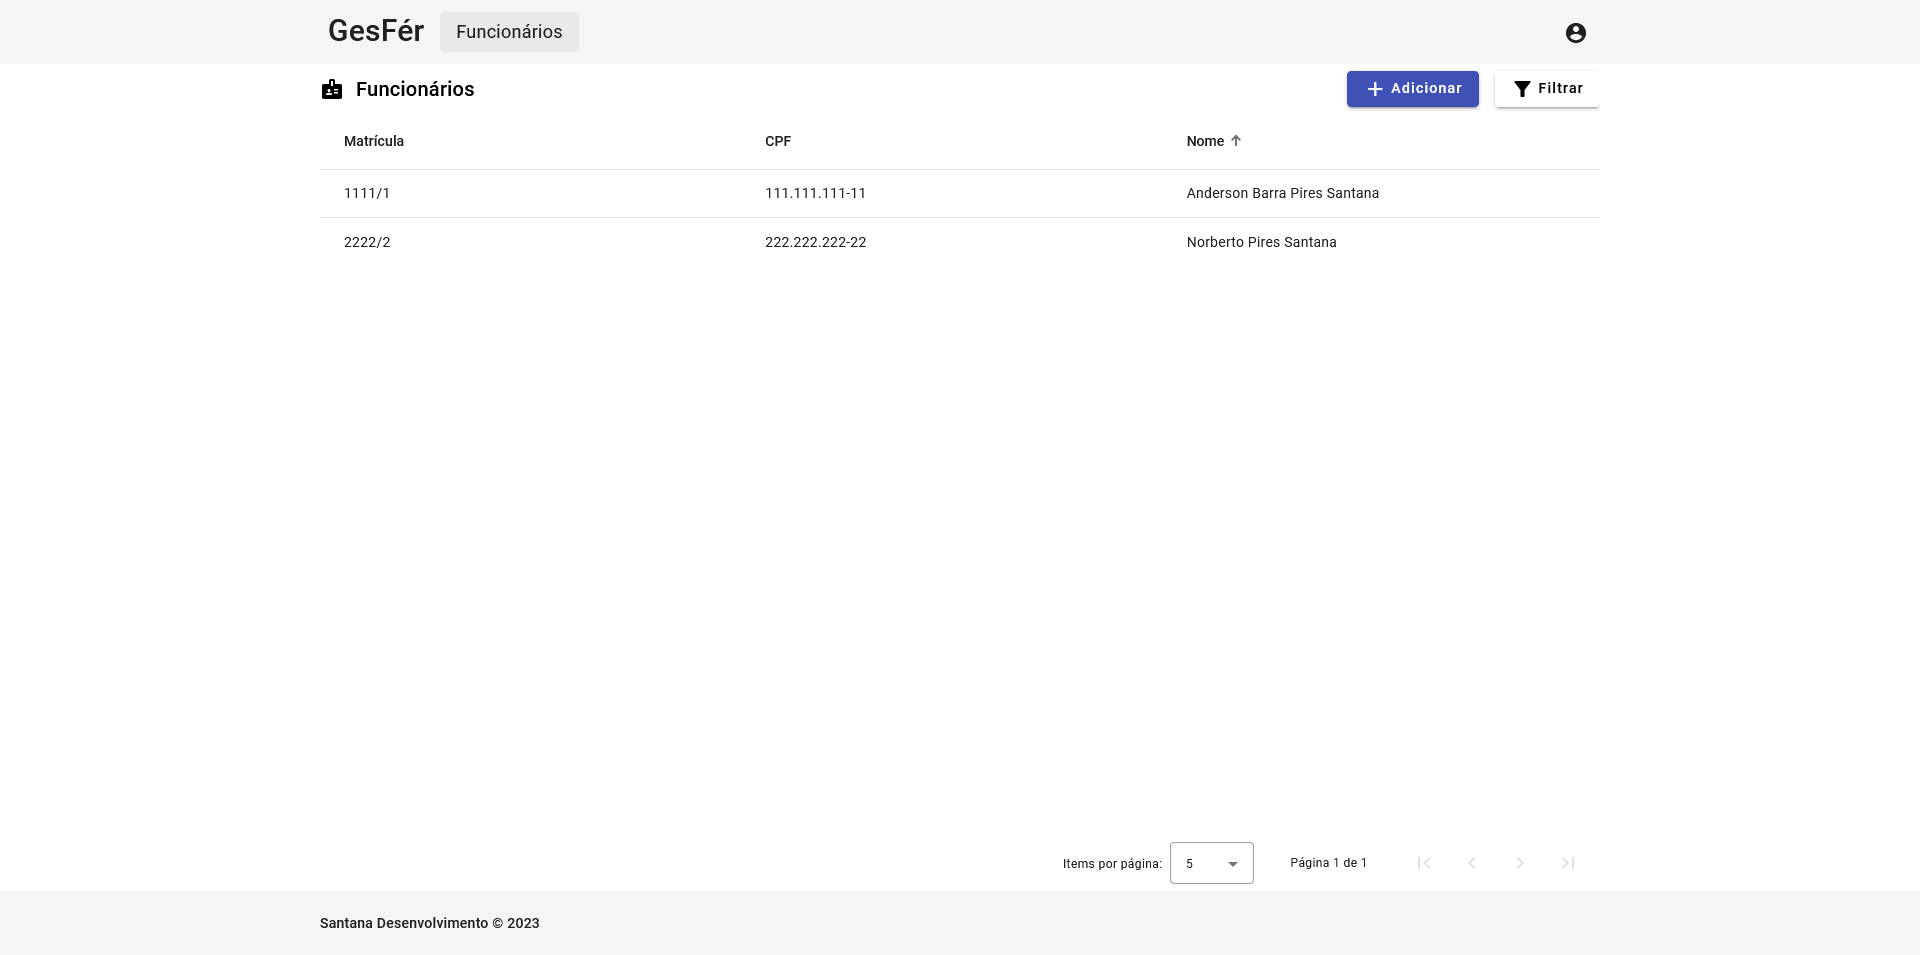 GesFér
Funcionários
Funcionários
Adicionar
Filtrar
Matrícula CPF Nome
1111/1 111.111.111-11 Anderson Barra Pires Santana
2222/2 222.222.222-22 Norberto Pires Santana
Items por página: 5 Página 1 de 1
Santana Desenvolvimento © 2023